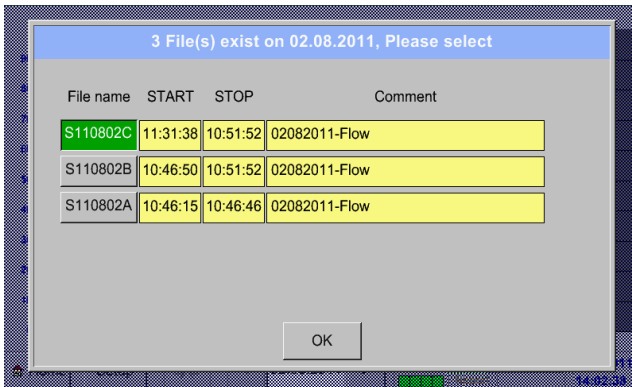 3 File(s) exist on 02.08.2011, Please select
File name START STOP Comment
S110802C 11:31:38 10:51:52 02082011-Flow
S110802B 10:46:50 10:51:52 02082011-Flow
S110802A 10:46:15 10:46:46 02082011-Flow
OK
14:02:38